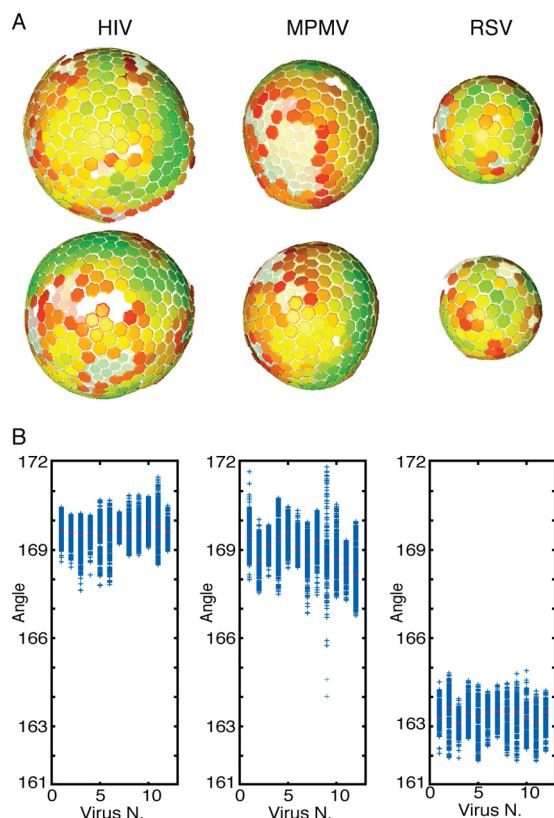 A
HIV MPMV RSV
B
172 172 172
169 169 169
Angle Angle Angle
166 166 166
163 163 163
161 161 161
0 5 10 0 5 10 0 5 10
Virus N. Virus N. Virus N.